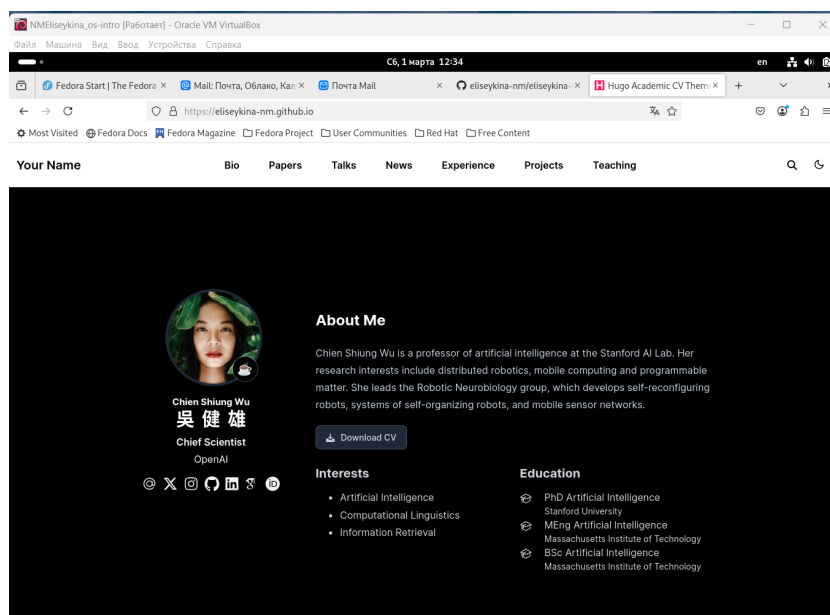 NMEliseykina_os-intro [Работает] - Oracle VM VirtualBox
Файл Машина Вид Ввод Устройства Справка
Сб, 1 марта 12:34
en
Fedora Start | The Fedora
Mail: Почта, Облако, Кал
Почта Mail
eliseykina-nm/eliseykina-
Hugo Academic CV Them
https://eliseykina-nm.github.io
Most Visited Fedora Docs Fedora Magazine Fedora Project User Communities Red Hat Free Content
Your Name Bio Papers Talks News Experience Projects Teaching
About Me
Chien Shiung Wu is a professor of artificial intelligence at the Stanford AI Lab. Her
research interests include distributed robotics, mobile computing and programmable
matter. She leads the Robotic Neurobiology group, which develops self-reconfiguring
robots, systems of self-organizing robots, and mobile sensor networks.
Chien Shiung Wu
吳健雄
Chief Scientist
OpenAI
Download CV
Interests
Artificial Intelligence
Computational Linguistics
Information Retrieval
Education
PhD Artificial Intelligence
Stanford University
MEng Artificial Intelligence
Massachusetts Institute of Technology
BSc Artificial Intelligence
Massachusetts Institute of Technology